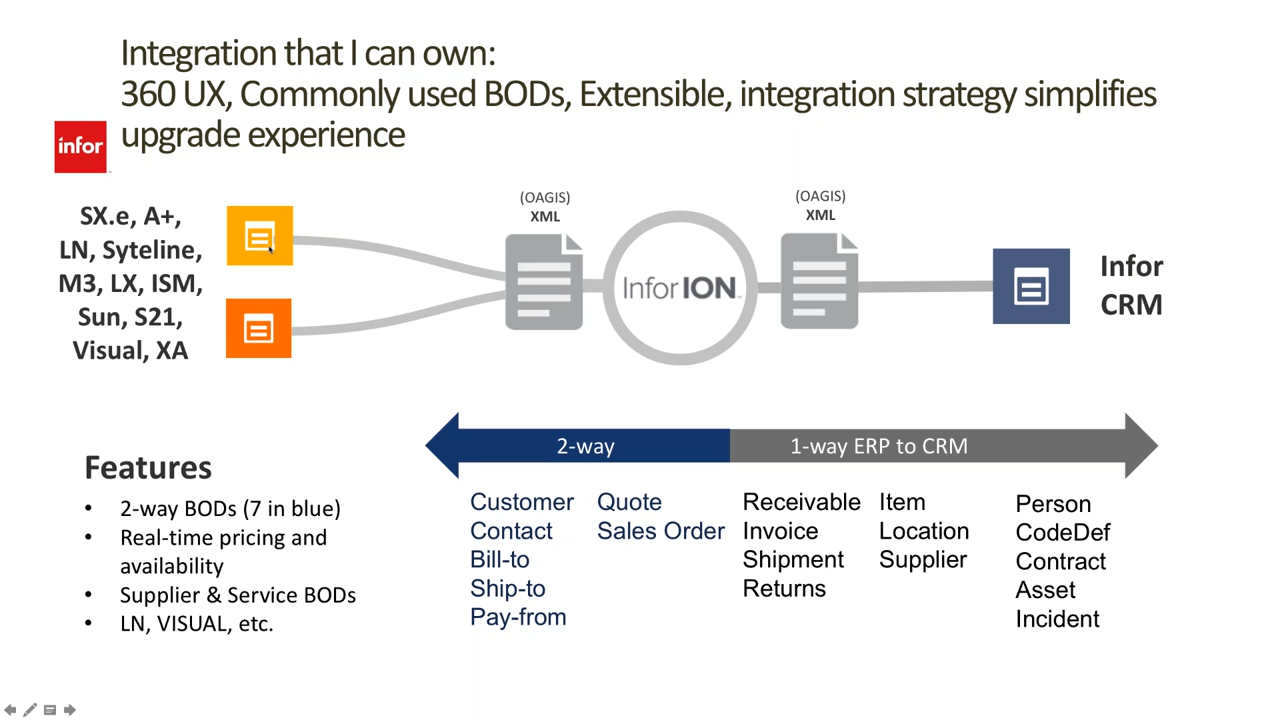 Integration that I can own:
360 UX, Commonly used BODs, Extensible, integration strategy simplifies
upgrade experience
infor
SX.e, A+,
LN, Syteline,
M3, LX, ISM,
Sun, S21,
Visual, XA
(OAGIS)
XML
Infor ION
(OAGIS)
XML
Infor
CRM
2-way
1-way ERP to CRM
Features
• 2-way BODs (7 in blue)
• Real-time pricing and
availability
• Supplier & Service BODs
• LN, VISUAL, etc.
Customer
Contact
Bill-to
Ship-to
Pay-from
Quote
Sales Order
Receivable
Invoice
Shipment
Returns
Item
Location
Supplier
Person
CodeDef
Contract
Asset
Incident